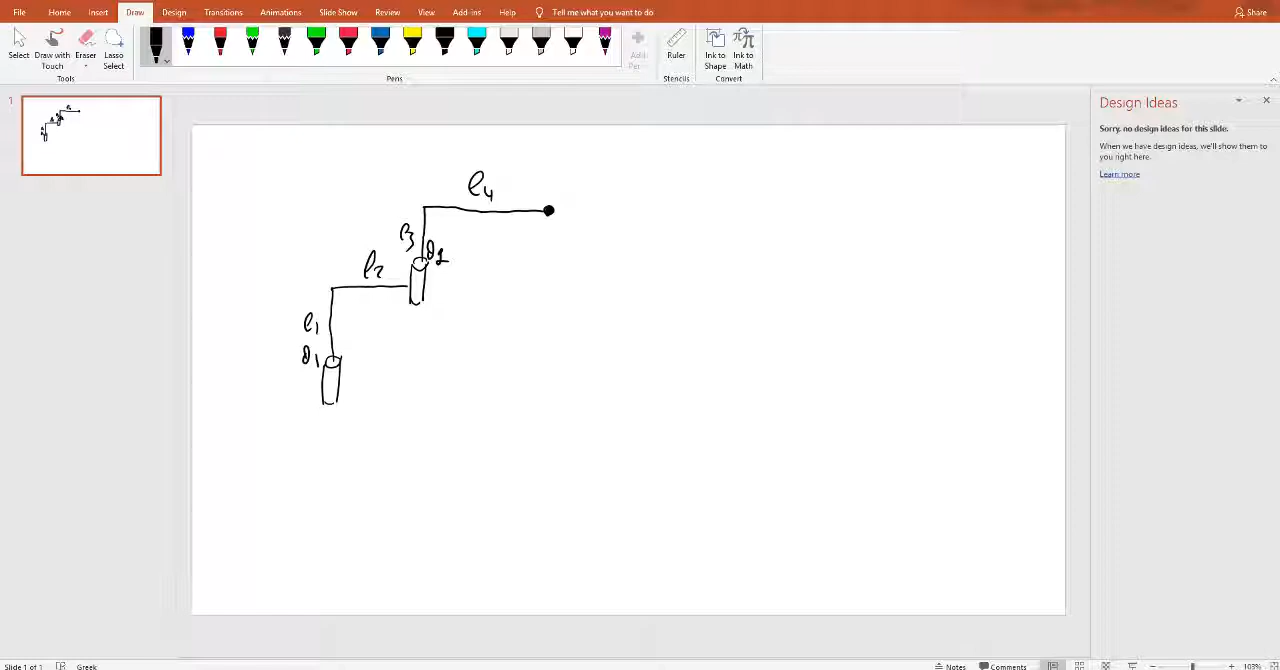 File Home Insert Draw Design Transitions Animations Slide Show Review View Add-ins Help Tell me what you want to do Share
Select Draw with Touch Eraser Lasso Select Add Pen Ruler Ink to Shape Ink to Math
Tools Pens Stencils Convert
1
Design Ideas
Sorry, no design ideas for this slide.
When we have design ideas, we'll show them to
you right here.
Learn more
ℓ4
ℓ3 θ2
ℓ2
ℓ1
θ1
Slide 1 of 1 Greek Notes Comments 103%